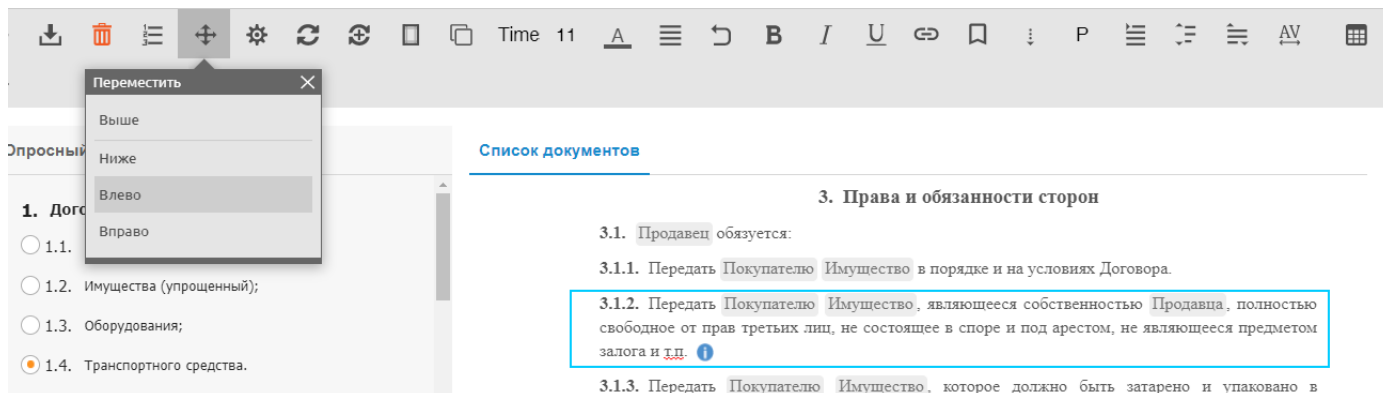 Time 11 A B I U P AV
Переместить
Выше
Ниже
Влево
Вправо
Опросный
Список документов
1. Дого
1.1.
1.2. Имущества (упрощенный);
1.3. Оборудования;
1.4. Транспортного средства.
3. Права и обязанности сторон
3.1. Продавец обязуется:
3.1.1. Передать Покупателю Имущество в порядке и на условиях Договора.
3.1.2. Передать Покупателю Имущество, являющееся собственностью Продавца, полностью
свободное от прав третьих лиц, не состоящее в споре и под арестом, не являющееся предметом
залога и т.п.
3.1.3. Передать Покупателю Имущество, которое должно быть затарено и упаковано в